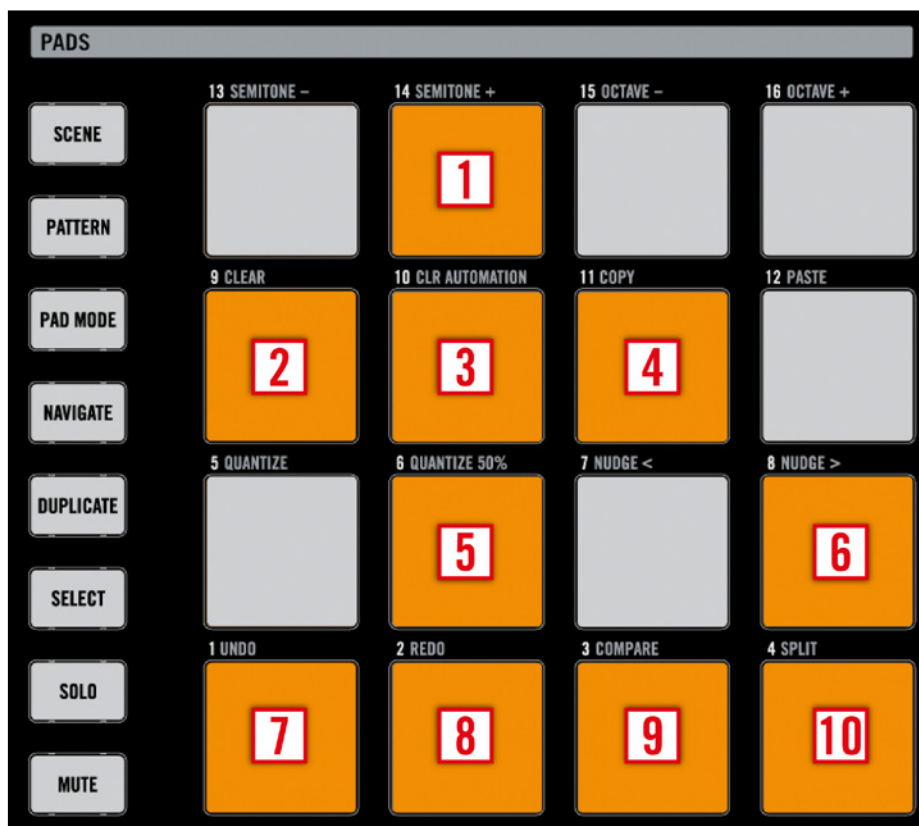 PADS
13 SEMITONE –
14 SEMITONE +
15 OCTAVE –
16 OCTAVE +
SCENE
1
PATTERN
9 CLEAR
10 CLR AUTOMATION
11 COPY
12 PASTE
PAD MODE
2
3
4
NAVIGATE
5 QUANTIZE
6 QUANTIZE 50%
7 NUDGE <
8 NUDGE >
DUPLICATE
5
6
SELECT
1 UNDO
2 REDO
3 COMPARE
4 SPLIT
SOLO
7
8
9
10
MUTE